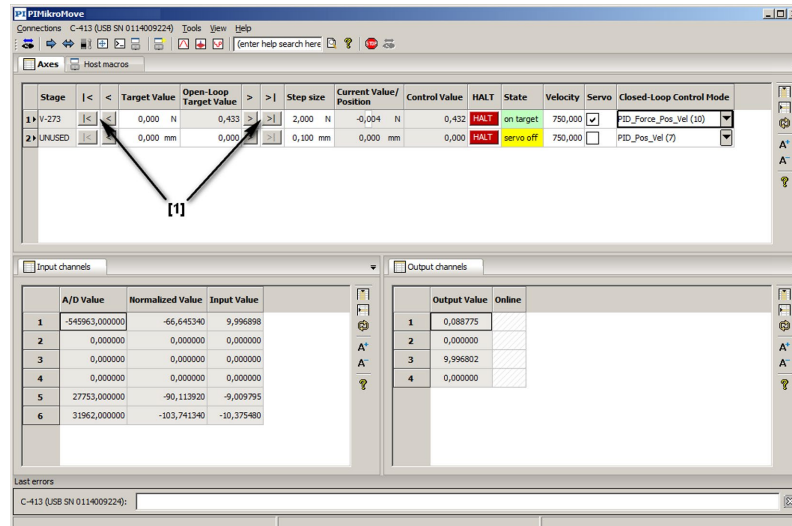 PI PIMikroMove
Connections C-413 (USB SN 0114009224) Tools View Help
(enter help search here
Axes Host macros
Stage |< < Target Value Open-Loop Target Value > >| Step size Current Value/ Position Control Value HALT State Velocity Servo Closed-Loop Control Mode
1 V-273 |< < 0,000 N 0,433 > >| 2,000 N -0,004 N 0,432 HALT on target 750,000 PID_Force_Pos_Vel (10)
2 UNUSED |< < 0,000 mm 0,000 > >| 0,100 mm 0,000 mm 0,000 HALT servo off 750,000 PID_Pos_Vel (7)
A+
A-
[1]
Input channels
A/D Value Normalized Value Input Value
1 -545963,000000 -66,645340 9,996898
2 0,000000 0,000000 0,000000
3 0,000000 0,000000 0,000000
4 0,000000 0,000000 0,000000
5 27753,000000 -90,113920 -9,009795
6 31962,000000 -103,741340 -10,375480
A+
A-
Output channels
Output Value Online
1 0,088775
2 0,000000
3 9,996802
4 0,000000
A+
A-
Last errors
C-413 (USB SN 0114009224):